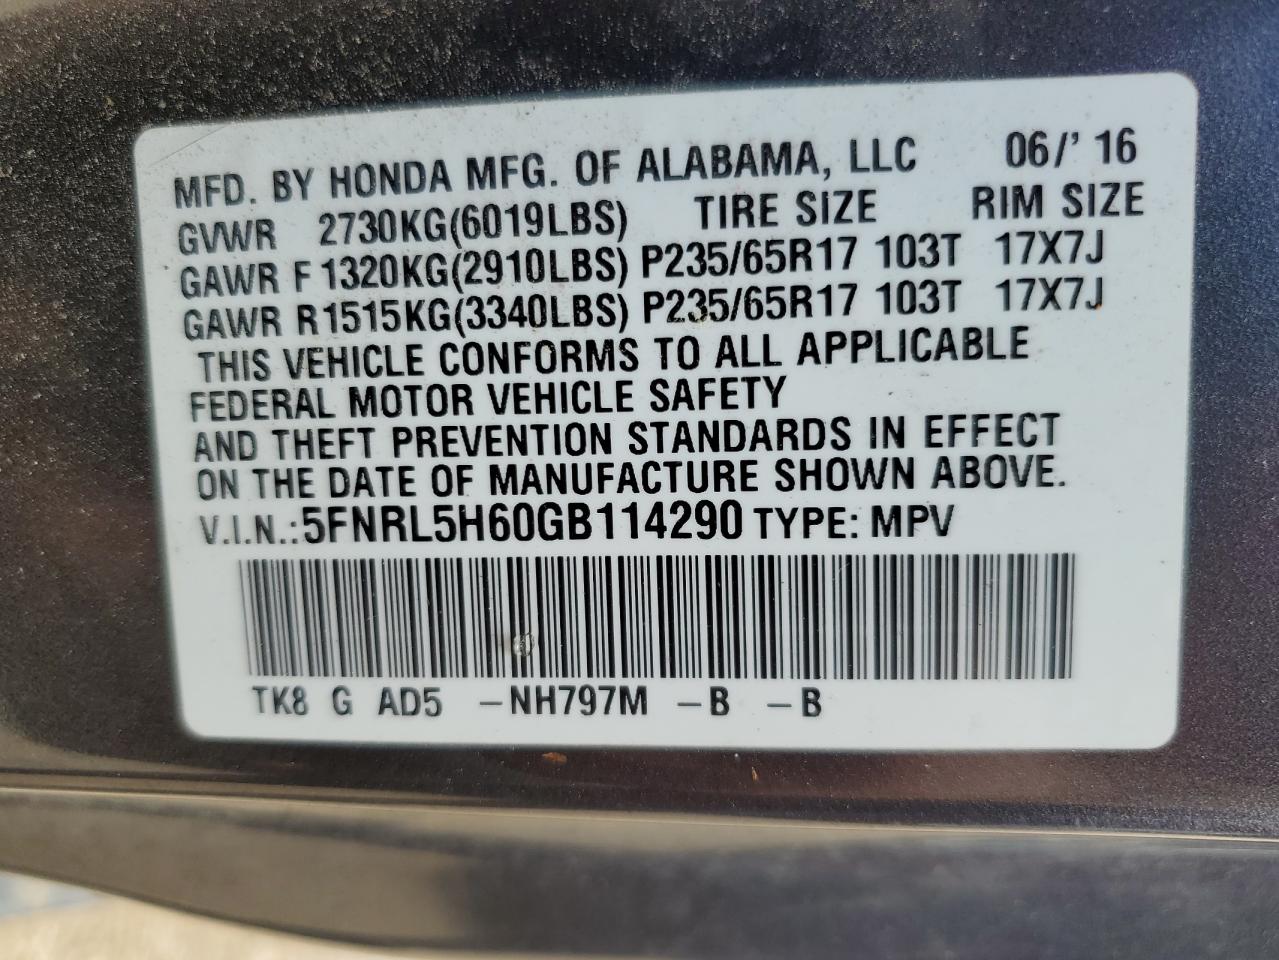 MFD. BY HONDA MFG. OF ALABAMA, LLC 06/' 16
GVWR 2730KG(6019LBS) TIRE SIZE RIM SIZE
GAWR F 1320KG(2910LBS) P235/65R17 103T 17X7J
GAWR R1515KG(3340LBS) P235/65R17 103T 17X7J
THIS VEHICLE CONFORMS TO ALL APPLICABLE
FEDERAL MOTOR VEHICLE SAFETY
AND THEFT PREVENTION STANDARDS IN EFFECT
ON THE DATE OF MANUFACTURE SHOWN ABOVE.
V.I.N.:5FNRL5H60GB114290 TYPE: MPV
TK8 G AD5 -NH797M -B -B